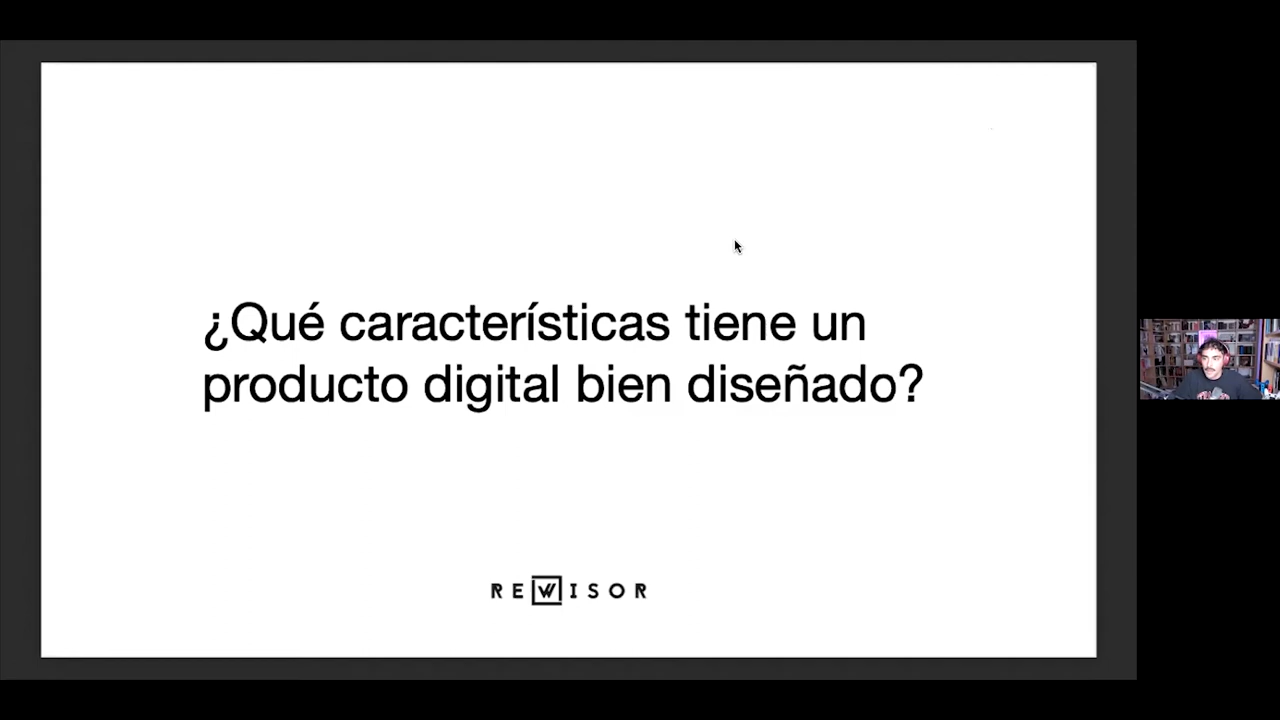 ¿Qué características tiene un
producto digital bien diseñado?
REWISOR